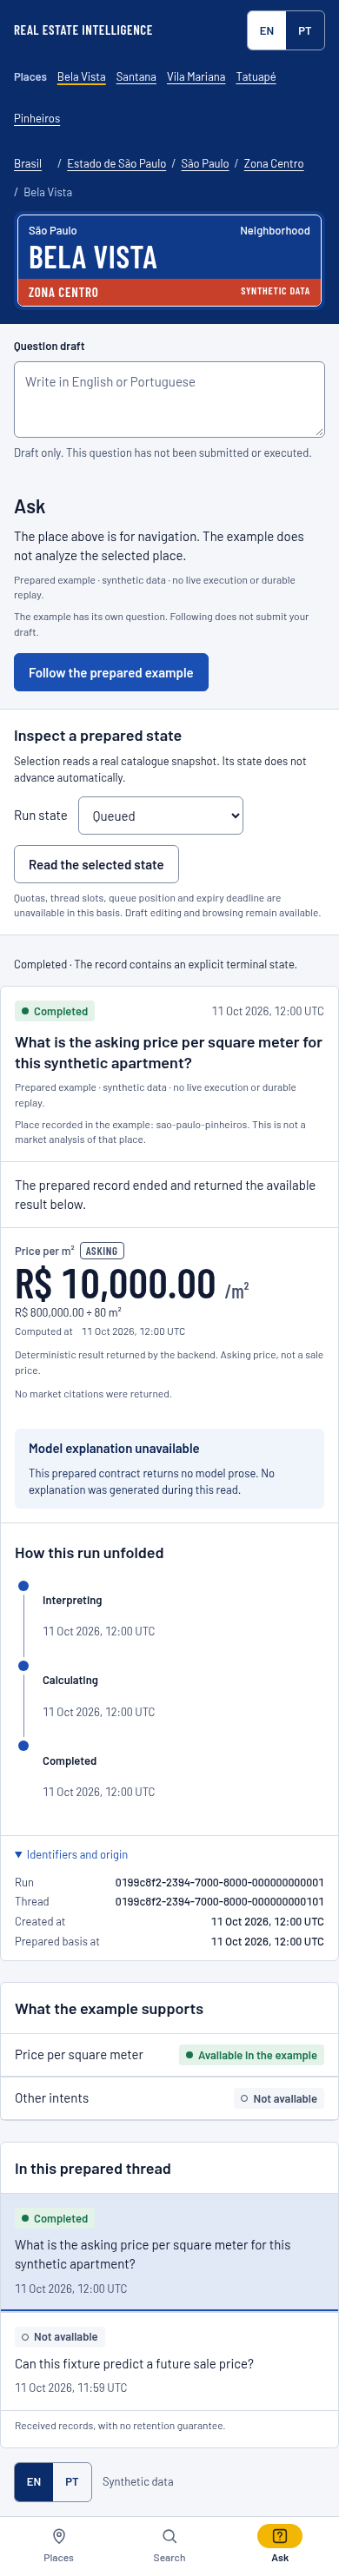 REAL ESTATE INTELLIGENCE
EN PT
Places Bela Vista Santana Vila Mariana Tatuapé
Pinheiros
Brasil / Estado de São Paulo / São Paulo / Zona Centro
/ Bela Vista
São Paulo Neighborhood
BELA VISTA
ZONA CENTRO SYNTHETIC DATA
Question draft
Write in English or Portuguese
Draft only. This question has not been submitted or executed.
Ask
The place above is for navigation. The example does
not analyze the selected place.
Prepared example · synthetic data · no live execution or durable
replay.
The example has its own question. Following does not submit your
draft.
Follow the prepared example
Inspect a prepared state
Selection reads a real catalogue snapshot. Its state does not
advance automatically.
Run state Queued
Read the selected state
Quotas, thread slots, queue position and expiry deadline are
unavailable in this basis. Draft editing and browsing remain available.
Completed · The record contains an explicit terminal state.
Completed 11 Oct 2026, 12:00 UTC
What is the asking price per square meter for
this synthetic apartment?
Prepared example · synthetic data · no live execution or durable
replay.
Place recorded in the example: sao-paulo-pinheiros. This is not a
market analysis of that place.
The prepared record ended and returned the available
result below.
Price per m² ASKING
R$ 10,000.00 /m²
R$ 800,000.00 ÷ 80 m²
Computed at 11 Oct 2026, 12:00 UTC
Deterministic result returned by the backend. Asking price, not a sale
price.
No market citations were returned.
Model explanation unavailable
This prepared contract returns no model prose. No
explanation was generated during this read.
How this run unfolded
Interpreting
11 Oct 2026, 12:00 UTC
Calculating
11 Oct 2026, 12:00 UTC
Completed
11 Oct 2026, 12:00 UTC
Identifiers and origin
Run 0199c8f2-2394-7000-8000-000000000001
Thread 0199c8f2-2394-7000-8000-000000000101
Created at 11 Oct 2026, 12:00 UTC
Prepared basis at 11 Oct 2026, 12:00 UTC
What the example supports
Price per square meter Available in the example
Other intents Not available
In this prepared thread
Completed
What is the asking price per square meter for this
synthetic apartment?
11 Oct 2026, 12:00 UTC
Not available
Can this fixture predict a future sale price?
11 Oct 2026, 11:59 UTC
Received records, with no retention guarantee.
EN PT Synthetic data
Places Search Ask